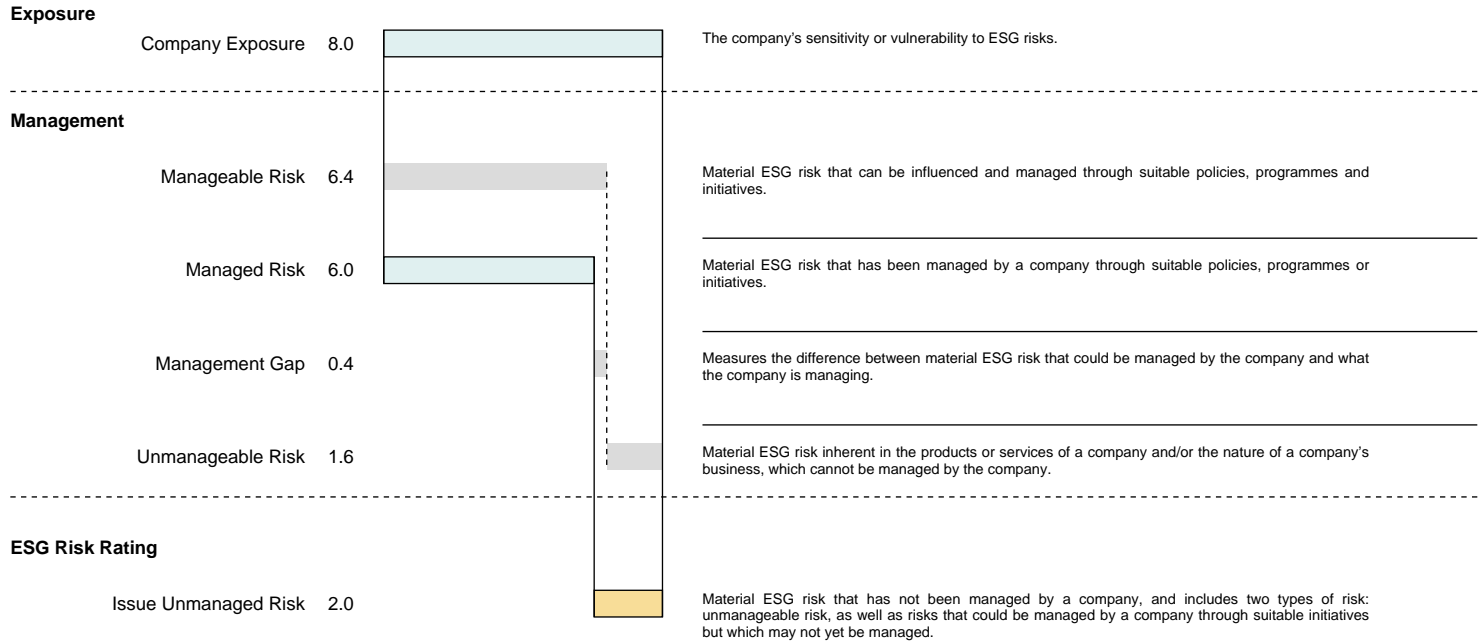 Exposure
Company Exposure 8.0
The company’s sensitivity or vulnerability to ESG risks.
Management
Manageable Risk 6.4
Material ESG risk that can be influenced and managed through suitable policies, programmes and
initiatives.
Managed Risk 6.0
Material ESG risk that has been managed by a company through suitable policies, programmes or
initiatives.
Management Gap 0.4
Measures the difference between material ESG risk that could be managed by the company and what
the company is managing.
Unmanageable Risk 1.6
Material ESG risk inherent in the products or services of a company and/or the nature of a company’s
business, which cannot be managed by the company.
ESG Risk Rating
Issue Unmanaged Risk 2.0
Material ESG risk that has not been managed by a company, and includes two types of risk:
unmanageable risk, as well as risks that could be managed by a company through suitable initiatives
but which may not yet be managed.